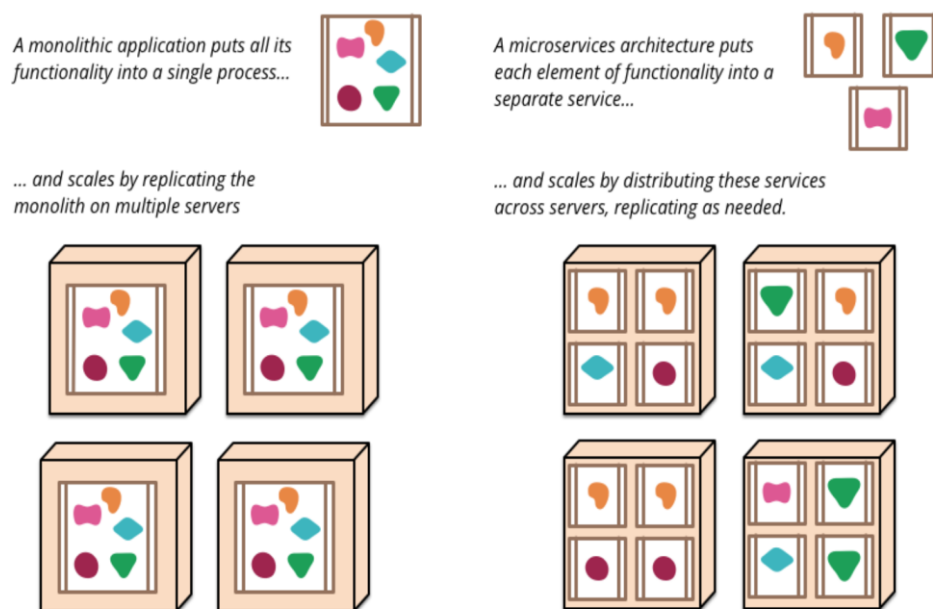 A monolithic application puts all its
functionality into a single process...
... and scales by replicating the
monolith on multiple servers
A microservices architecture puts
each element of functionality into a
separate service...
... and scales by distributing these services
across servers, replicating as needed.